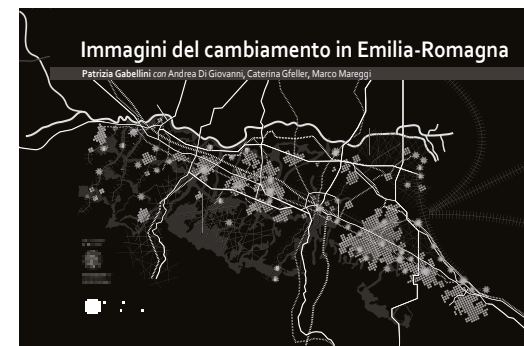 Immagini del cambiamento in Emilia-Romagna
Patrizia Gabellini con Andrea Di Giovanni, Caterina Gfeller, Marco Mareggi